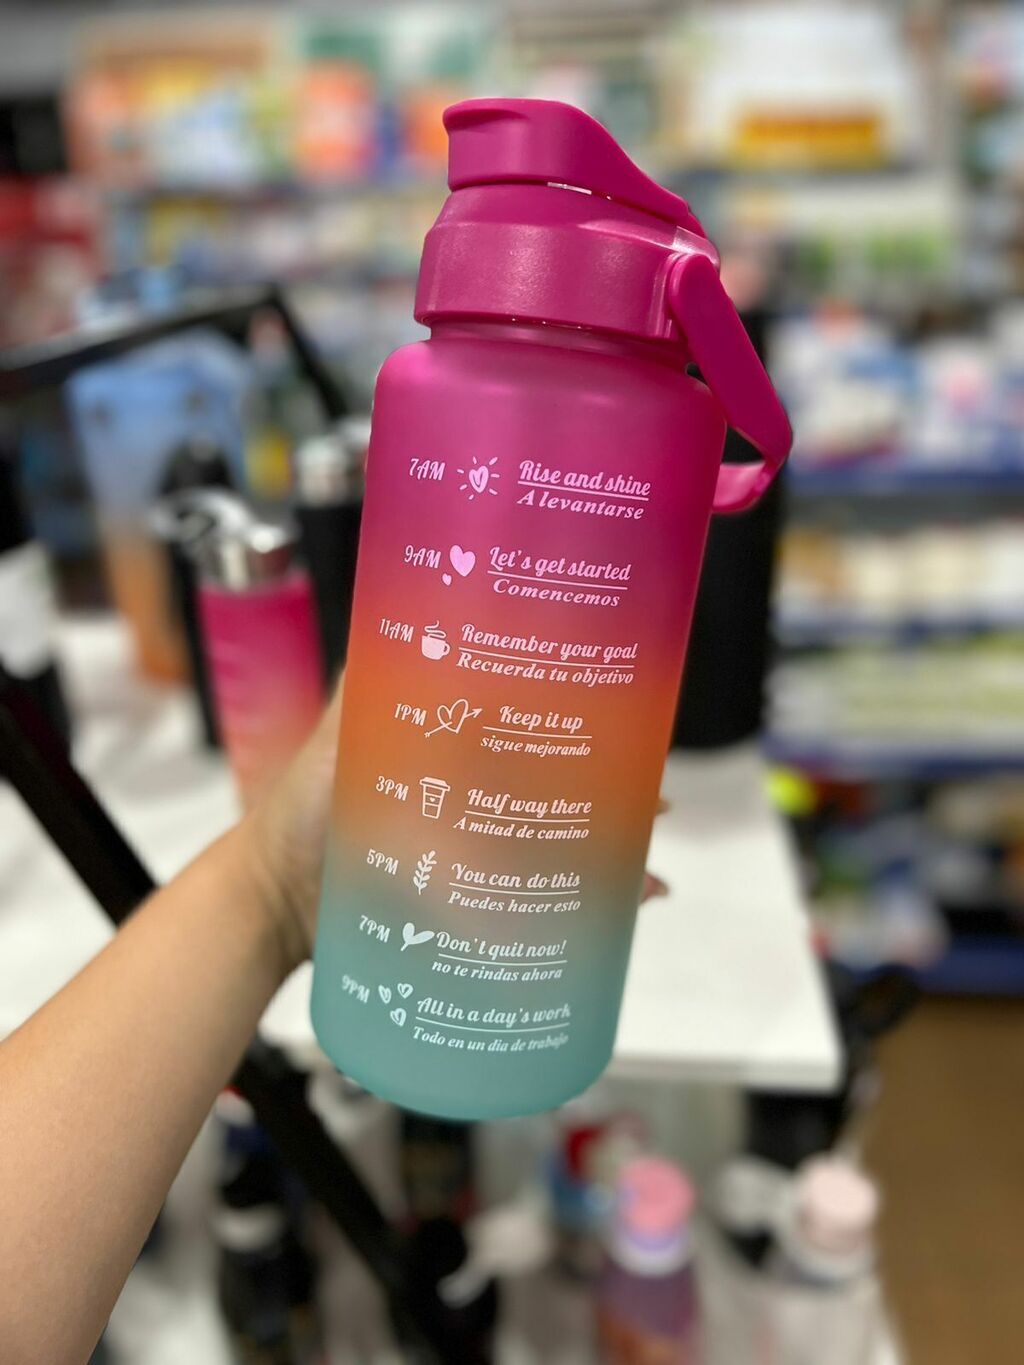 7AM Rise and shine
A levantarse
9AM Let's get started
Comencemos
11AM Remember your goal
Recuerda tu objetivo
1PM Keep it up
sigue mejorando
3PM Half way there
A mitad de camino
5PM You can do this
Puedes hacer esto
7PM Don't quit now!
no te rindas ahora
9PM All in a day's work
Todo en un dia de trabajo